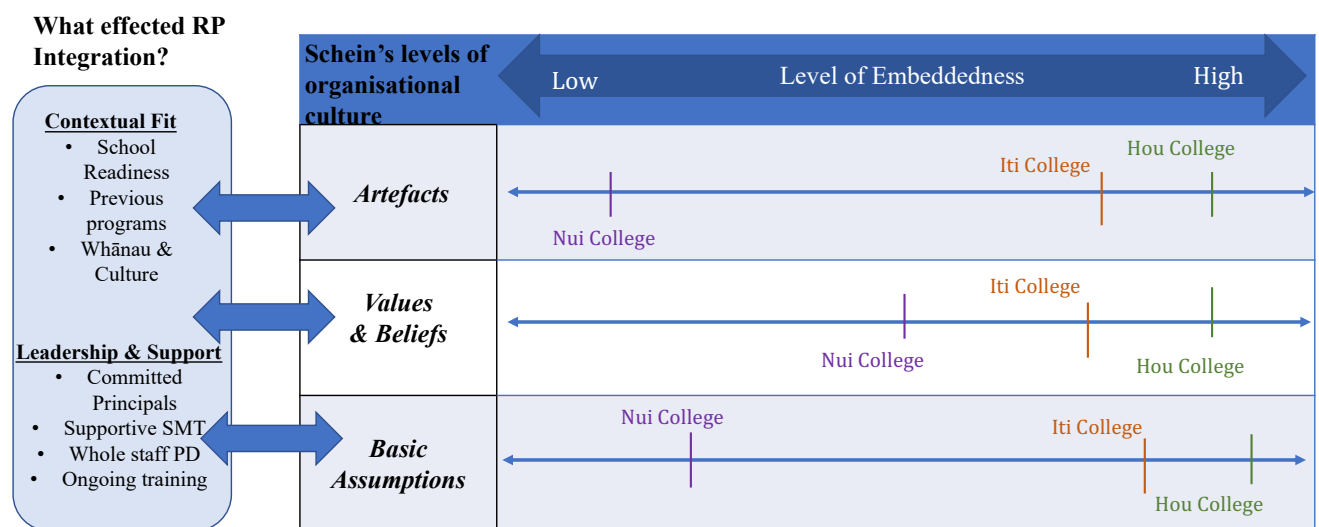 What effected RP
Integration?
Contextual Fit
• School
Readiness
• Previous
programs
• Whānau &
Culture
Leadership & Support
• Committed
Principals
• Supportive SMT
• Whole staff PD
• Ongoing training
Schein's levels of
organisational
culture
Low
Level of Embeddedness
High
Artefacts
Nui College
Iti College
Hou College
Values
& Beliefs
Nui College
Iti College
Hou College
Basic
Assumptions
Nui College
Iti College
Hou College